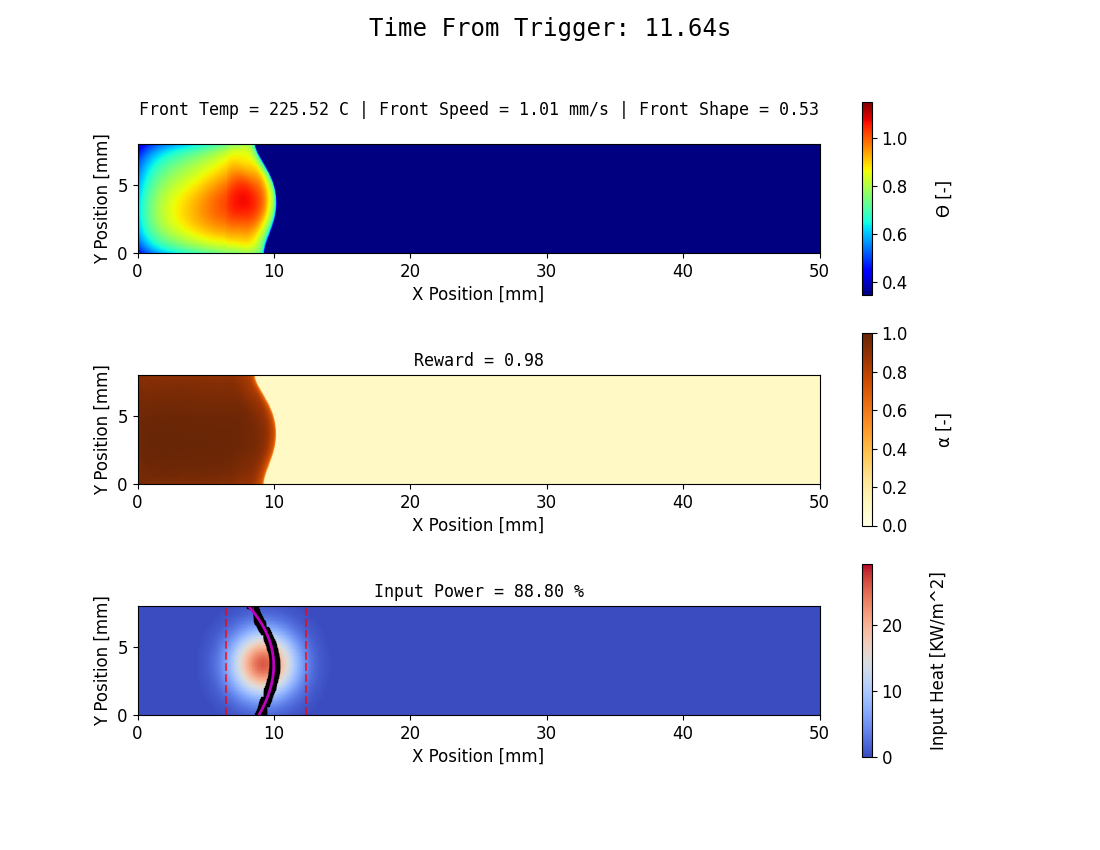 Time From Trigger: 11.64s
Front Temp = 225.52 C | Front Speed = 1.01 mm/s | Front Shape = 0.53
Y Position [mm]
5
0
0 10 20 30 40 50
X Position [mm]
1.0
0.8
0.6
0.4
Θ [-]
Reward = 0.98
Y Position [mm]
5
0
0 10 20 30 40 50
X Position [mm]
1.0
0.8
0.6
0.4
0.2
0.0
α [-]
Input Power = 88.80 %
Y Position [mm]
5
0
0 10 20 30 40 50
X Position [mm]
20
10
0
Input Heat [KW/m^2]